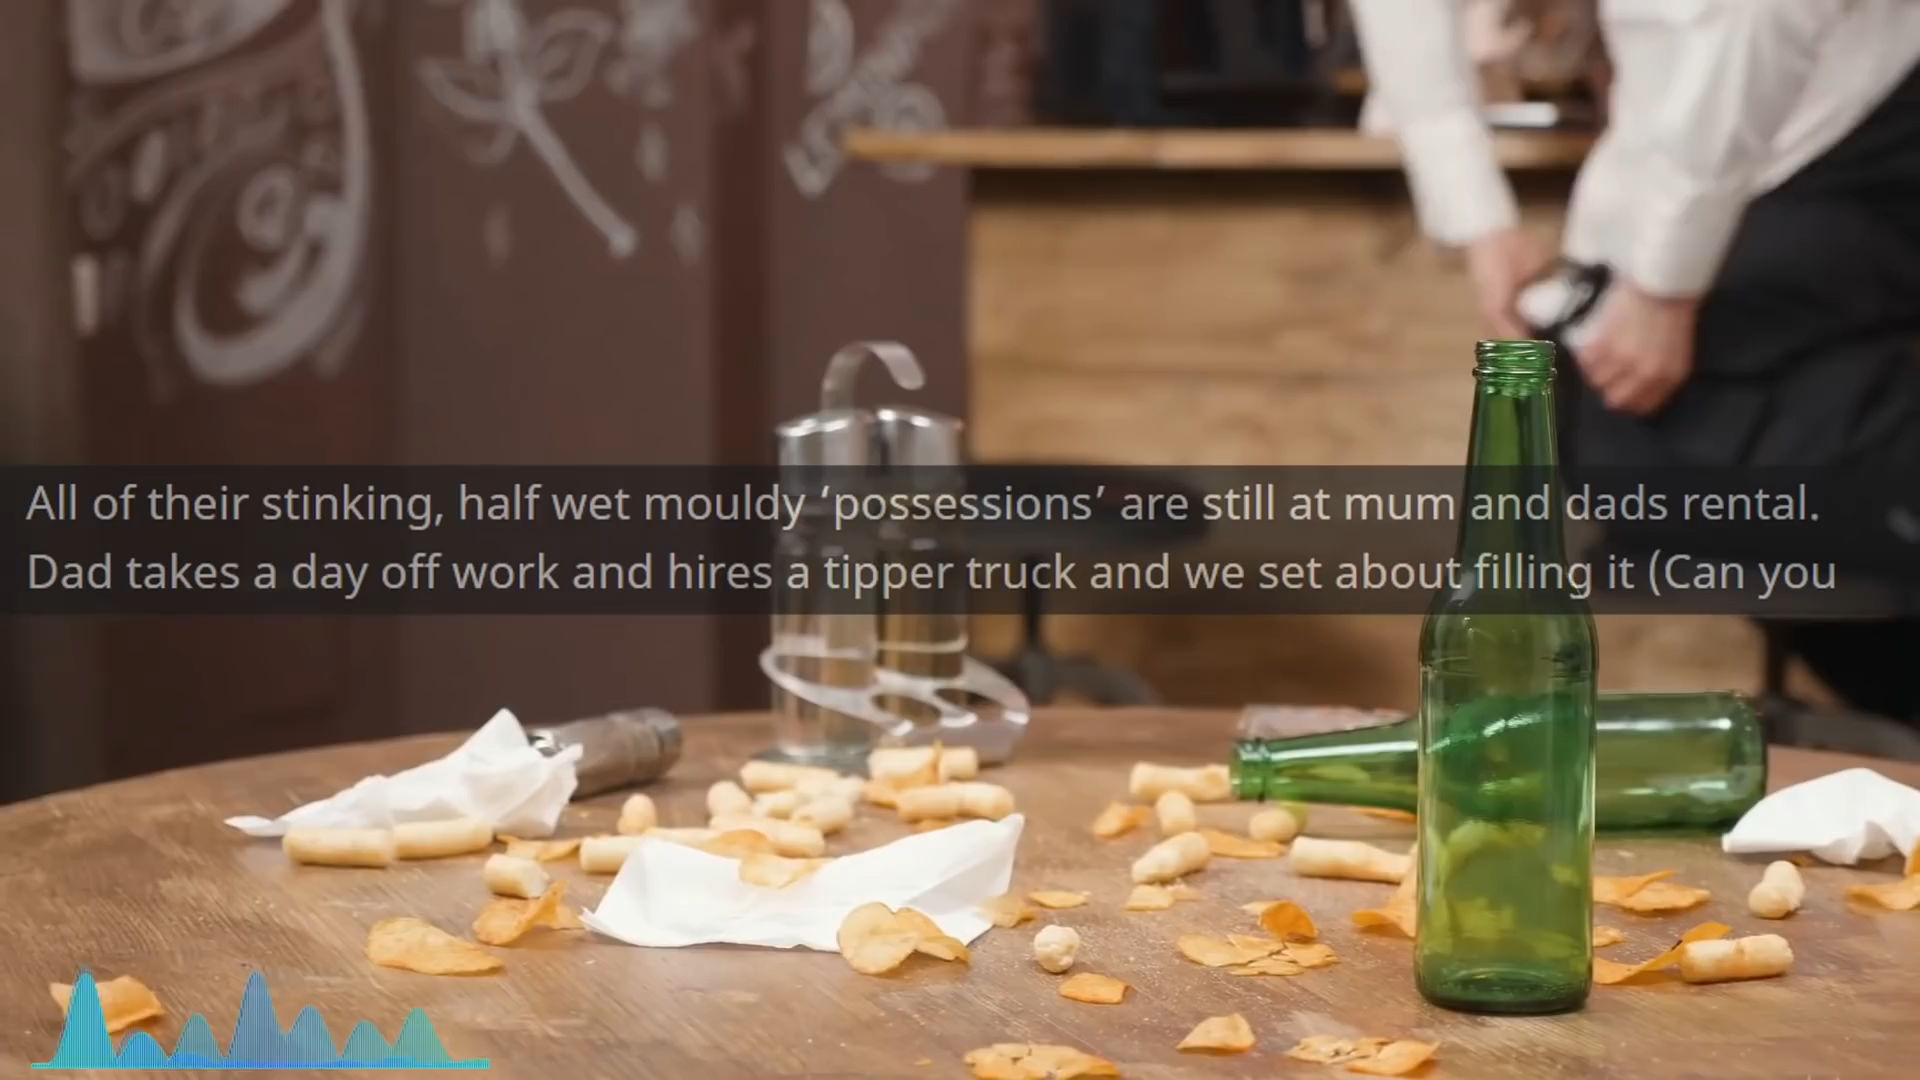 All of their stinking, half wet mouldy ‘possessions’ are still at mum and dads rental.
Dad takes a day off work and hires a tipper truck and we set about filling it (Can you